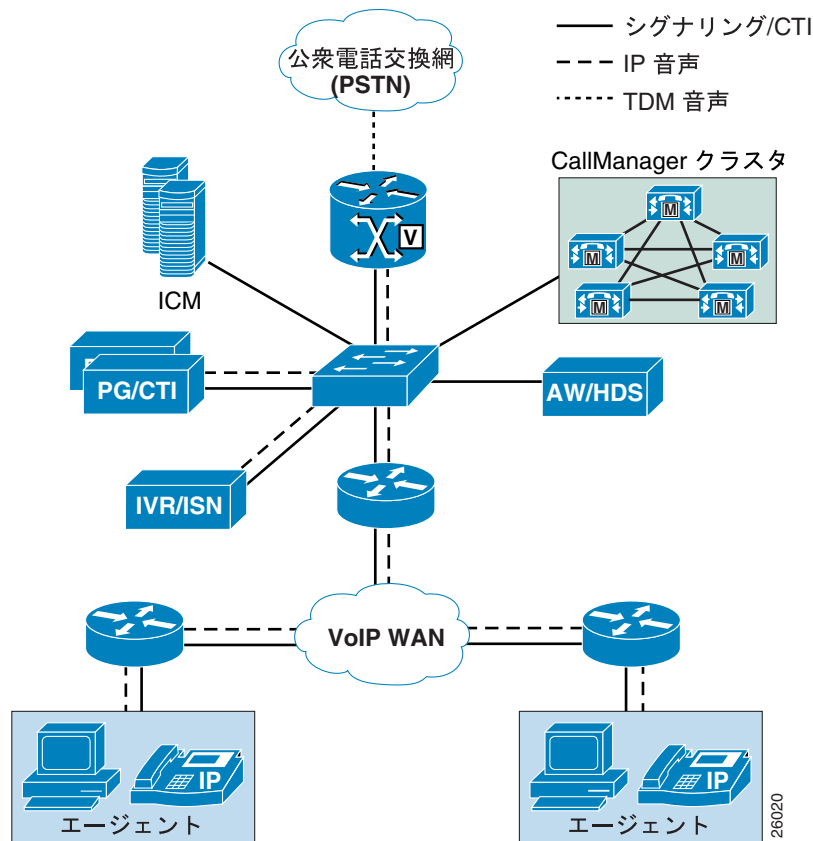 公衆電話交換網
(PSTN)
シグナリング/CTI
IP 音声
TDM 音声
CallManager クラスタ
M
M
M
M
M
V
ICM
PG/CTI
AW/HDS
IVR/ISN
VoIP WAN
IP
エージェント
IP
エージェント
26020